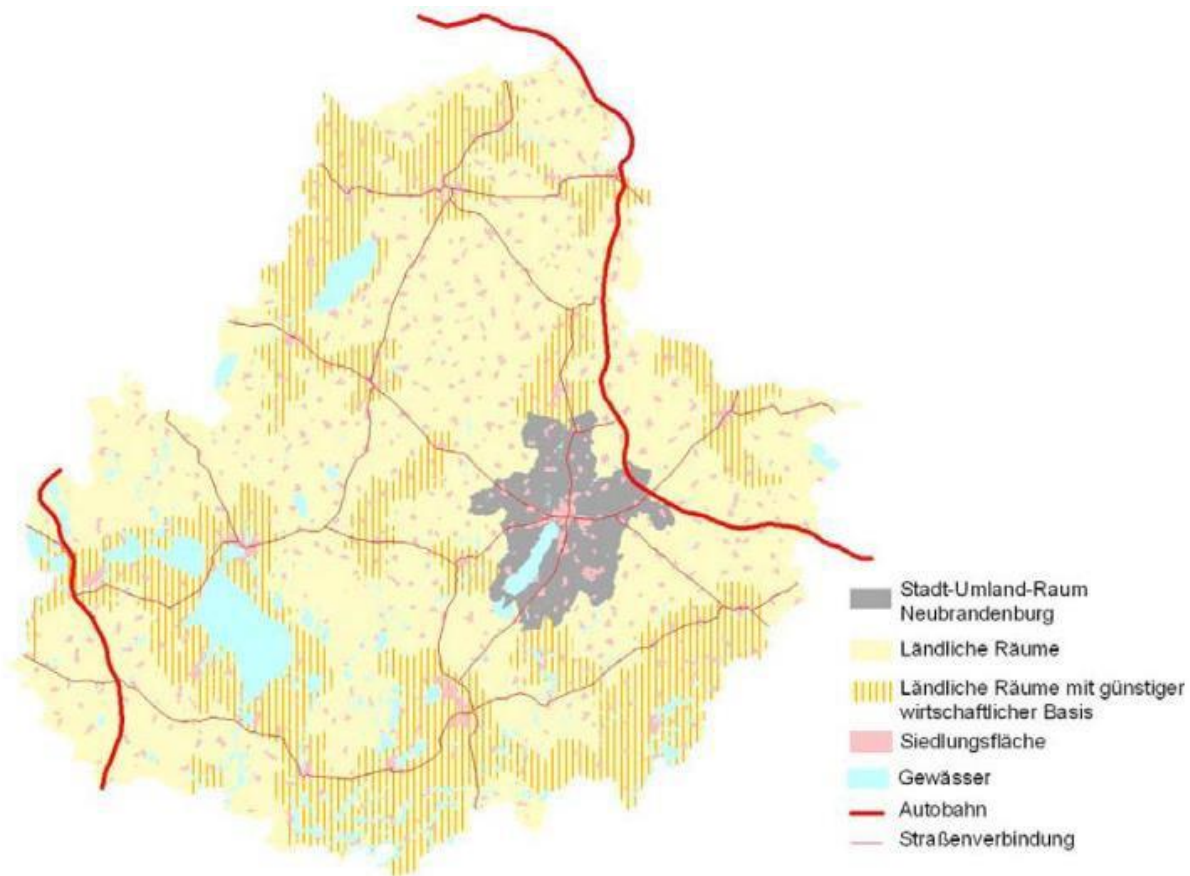 Stadt-Umland-Raum
Neubrandenburg
Ländliche Räume
Ländliche Räume mit günstiger
wirtschaftlicher Basis
Siedlungsfläche
Gewässer
Autobahn
Straßenverbindung